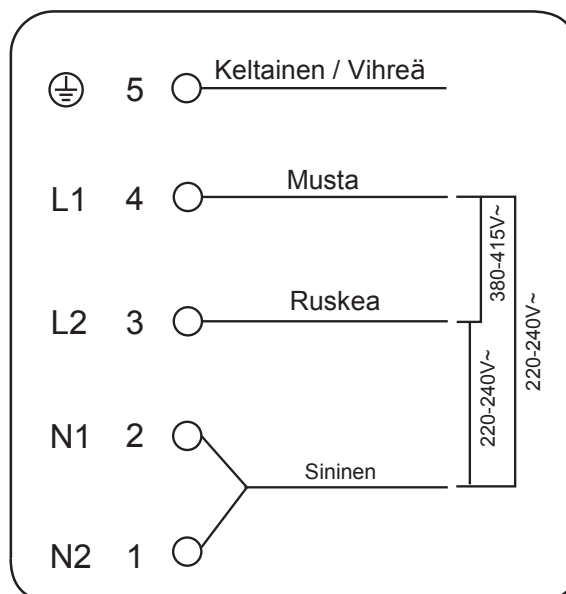 5 Keltainen / Vihreä
L1 4 Musta
L2 3 Ruskea
N1 2
Sininen
N2 1
380-415V~
220-240V~
220-240V~